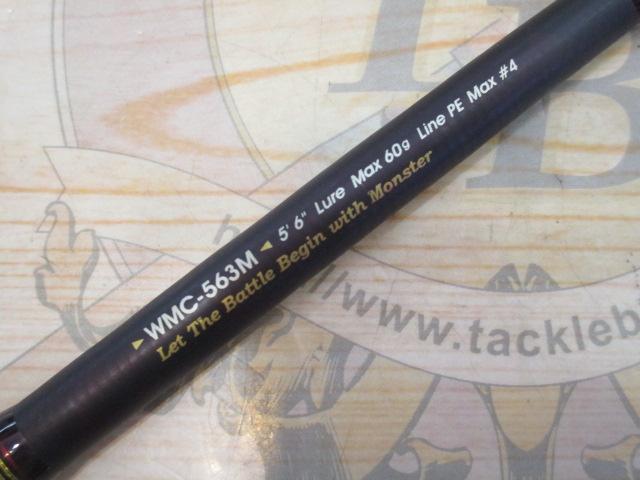 ▶WMC-563M◀ 5' 6" Lure Max 60g Line PE Max #4
Let The Battle Begin with Monster
www.tackleb